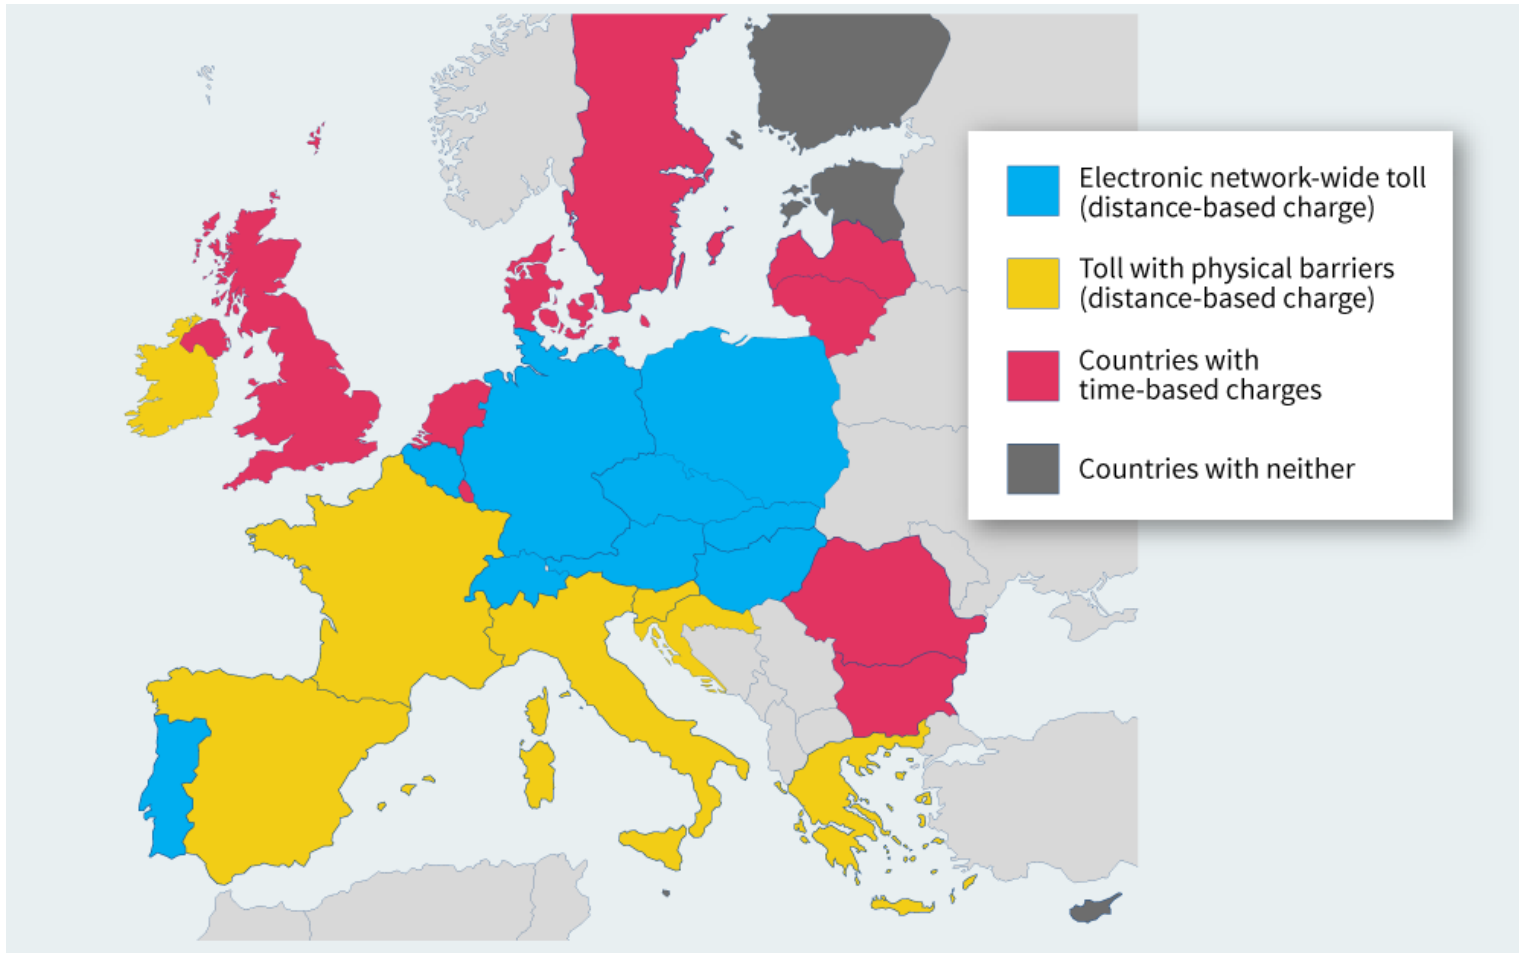 Electronic network-wide toll
(distance-based charge)
Toll with physical barriers
(distance-based charge)
Countries with
time-based charges
Countries with neither